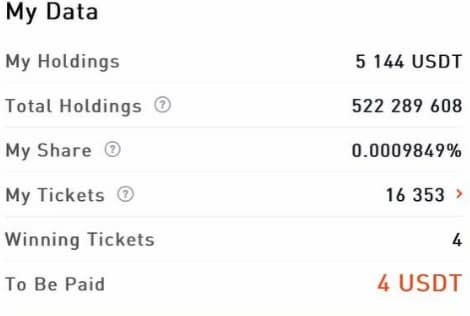 My Data
My Holdings 5 144 USDT
Total Holdings ? 522 289 608
My Share ? 0.0009849%
My Tickets ? 16 353 >
Winning Tickets 4
To Be Paid 4 USDT